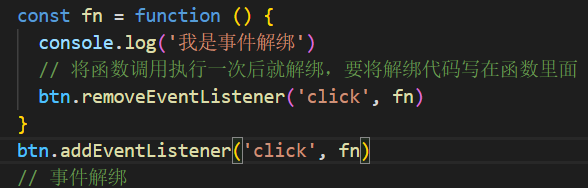 const fn = function () {
console.log('我是事件解绑')
// 将函数调用执行一次后就解绑，要将解绑代码写在函数里面
btn.removeEventListener('click', fn)
}
btn.addEventListener('click', fn)
// 事件解绑